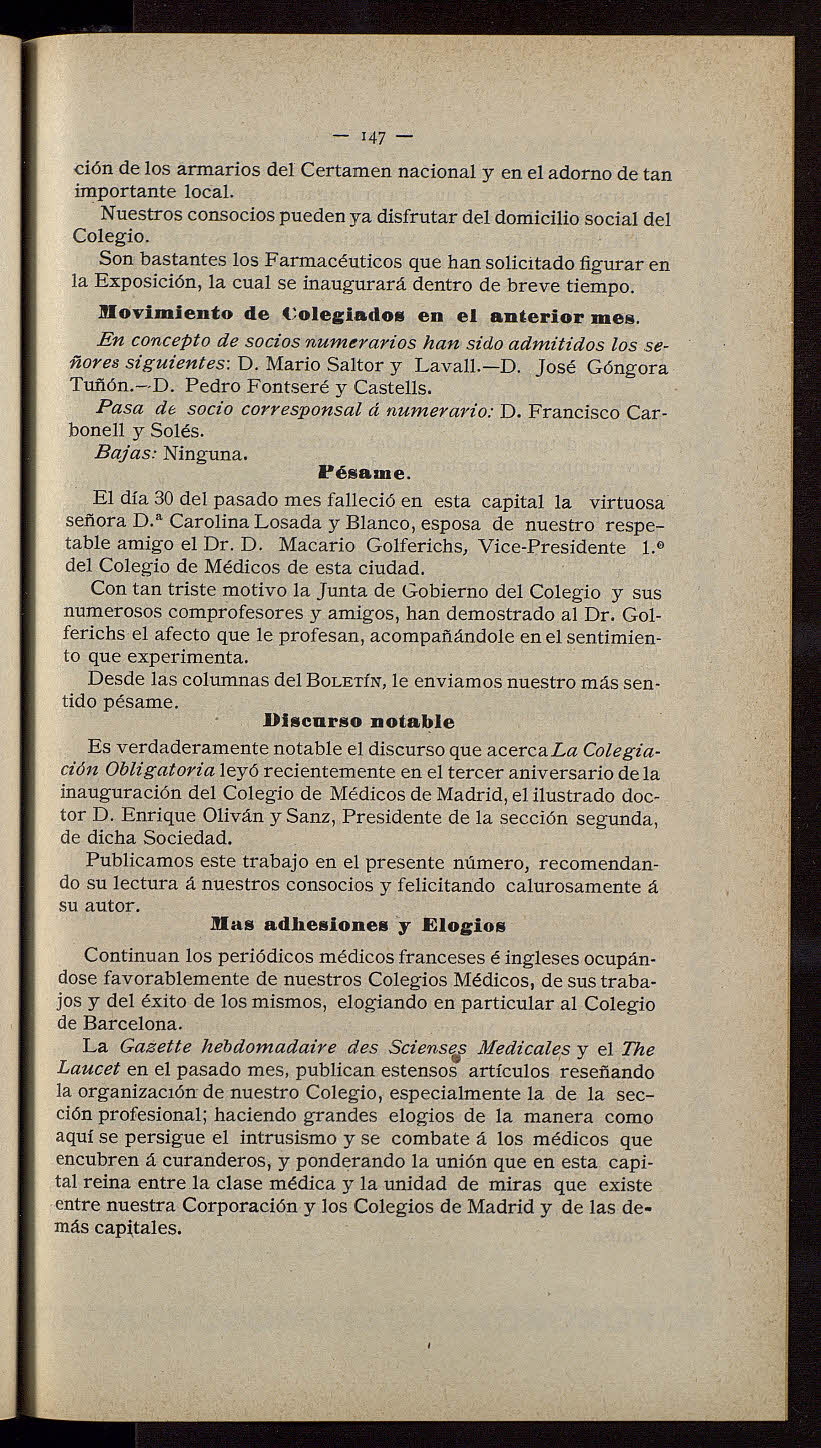 — 147 —
ción de los armarios del Certamen nacional y en el adorno de tan
importante local.
Nuestros consocios pueden ya disfrutar del domicilio social del
Colegio.
Son bastantes los Farmacéuticos que han solicitado figurar en
la Exposición, la cual se inaugurará dentro de breve tiempo.
Movimiento de Colegiados en el anterior mes.
En concepto de socios numerarios han sido admitidos los se-
ñores siguientes: D. Mario Saltor y Lavall.—D. José Góngora
Tuñón.—D. Pedro Fontseré y Castells.
Pasa de socio corresponsal á numerario: D. Francisco Car-
bonell y Solés.
Bajas: Ninguna.
Pésame.
El día 30 del pasado mes falleció en esta capital la virtuosa
señora D.ª Carolina Losada y Blanco, esposa de nuestro respe-
table amigo el Dr. D. Macario Golferichs, Vice-Presidente 1.º
del Colegio de Médicos de esta ciudad.
Con tan triste motivo la Junta de Gobierno del Colegio y sus
numerosos comprofesores y amigos, han demostrado al Dr. Gol-
ferichs el afecto que le profesan, acompañándole en el sentimien-
to que experimenta.
Desde las columnas del BOLETÍN, le enviamos nuestro más sen-
tido pésame.
Discurso notable
Es verdaderamente notable el discurso que acerca La Colegia-
ción Obligatoria leyó recientemente en el tercer aniversario de la
inauguración del Colegio de Médicos de Madrid, el ilustrado doc-
tor D. Enrique Oliván y Sanz, Presidente de la sección segunda,
de dicha Sociedad.
Publicamos este trabajo en el presente número, recomendan-
do su lectura á nuestros consocios y felicitando calurosamente á
su autor.
Mas adhesiones y Elogios
Continuan los periódicos médicos franceses é ingleses ocupán-
dose favorablemente de nuestros Colegios Médicos, de sus traba-
jos y del éxito de los mismos, elogiando en particular al Colegio
de Barcelona.
La Gazette hebdomadaire des Scienses Medicales y el The
Laucet en el pasado mes, publican estensos artículos reseñando
la organización de nuestro Colegio, especialmente la de la sec-
ción profesional; haciendo grandes elogios de la manera como
aquí se persigue el intrusismo y se combate á los médicos que
encubren á curanderos, y ponderando la unión que en esta capi-
tal reina entre la clase médica y la unidad de miras que existe
entre nuestra Corporación y los Colegios de Madrid y de las de-
más capitales.